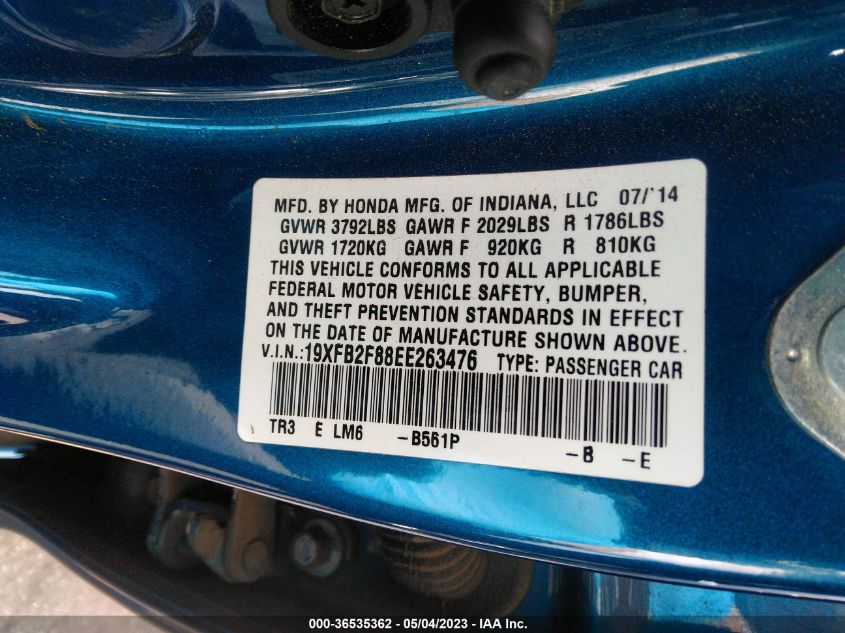 MFD. BY HONDA MFG. OF INDIANA, LLC 07/'14
GVWR 3792LBS GAWR F 2029LBS R 1786LBS
GVWR 1720KG GAWR F 920KG R 810KG
THIS VEHICLE CONFORMS TO ALL APPLICABLE
FEDERAL MOTOR VEHICLE SAFETY, BUMPER,
AND THEFT PREVENTION STANDARDS IN EFFECT
ON THE DATE OF MANUFACTURE SHOWN ABOVE.
V.I.N.:19XFB2F88EE263476 TYPE: PASSENGER CAR
TR3 E LM6 -B561P -B -E
000-36535362 - 05/04/2023 - IAA Inc.